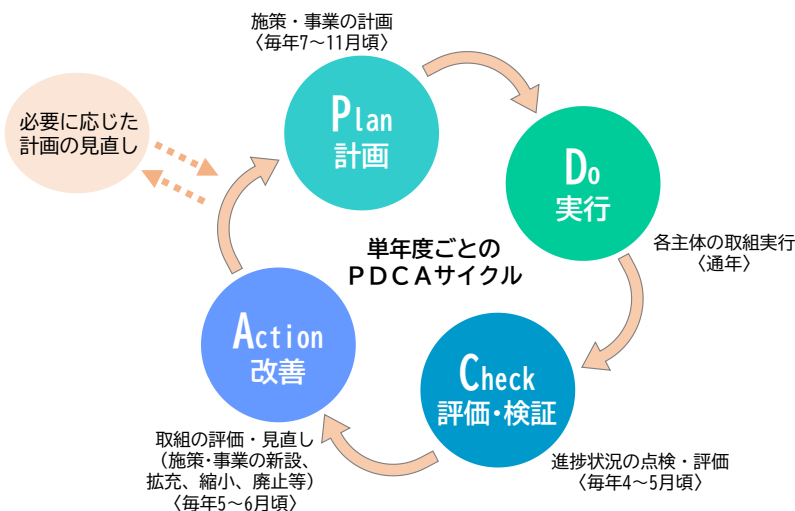 施策・事業の計画
〈毎年7～11月頃〉
Plan
計画
必要に応じた
計画の見直し
Do
実行
各主体の取組実行
〈通年〉
単年度ごとの
ＰＤＣＡサイクル
Check
評価・検証
進捗状況の点検・評価
〈毎年4～5月頃〉
Action
改善
取組の評価・見直し
（施策・事業の新設、
拡充、縮小、廃止等）
〈毎年5～6月頃〉